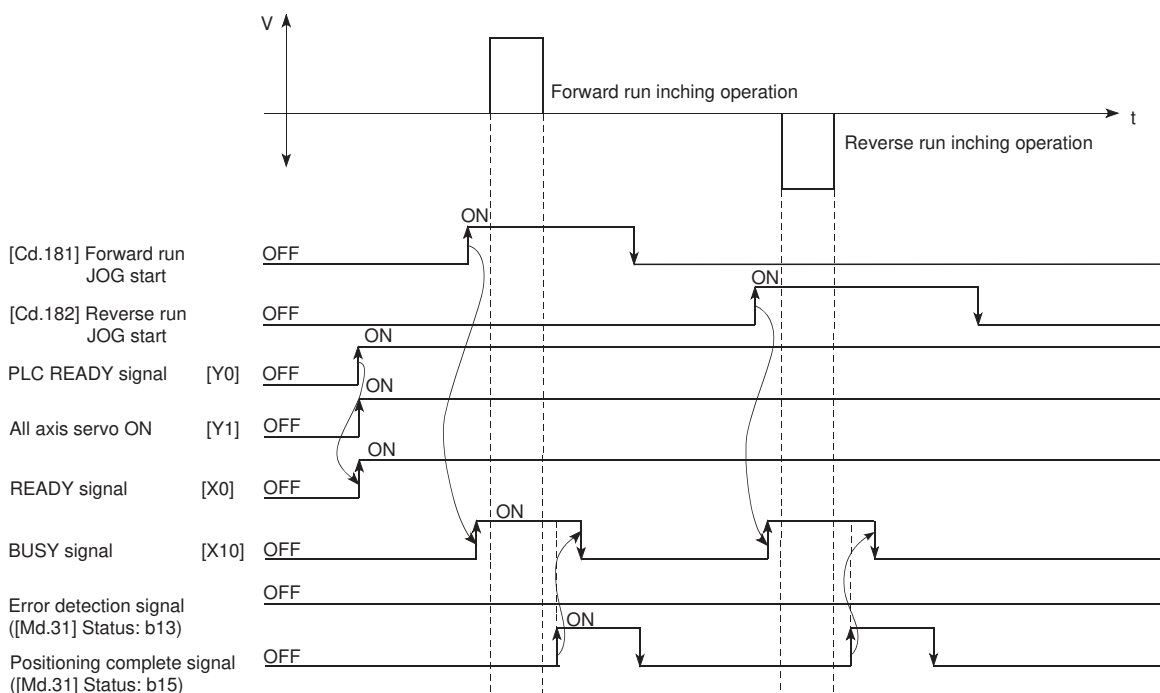 V
Forward run inching operation
t
Reverse run inching operation
ON
[Cd.181] Forward run
JOG start
OFF
ON
[Cd.182] Reverse run
JOG start
OFF
ON
PLC READY signal [Y0] OFF
ON
All axis servo ON [Y1] OFF
ON
READY signal [X0] OFF
ON
BUSY signal [X10] OFF
Error detection signal
([Md.31] Status: b13)
OFF
ON
Positioning complete signal
([Md.31] Status: b15)
OFF